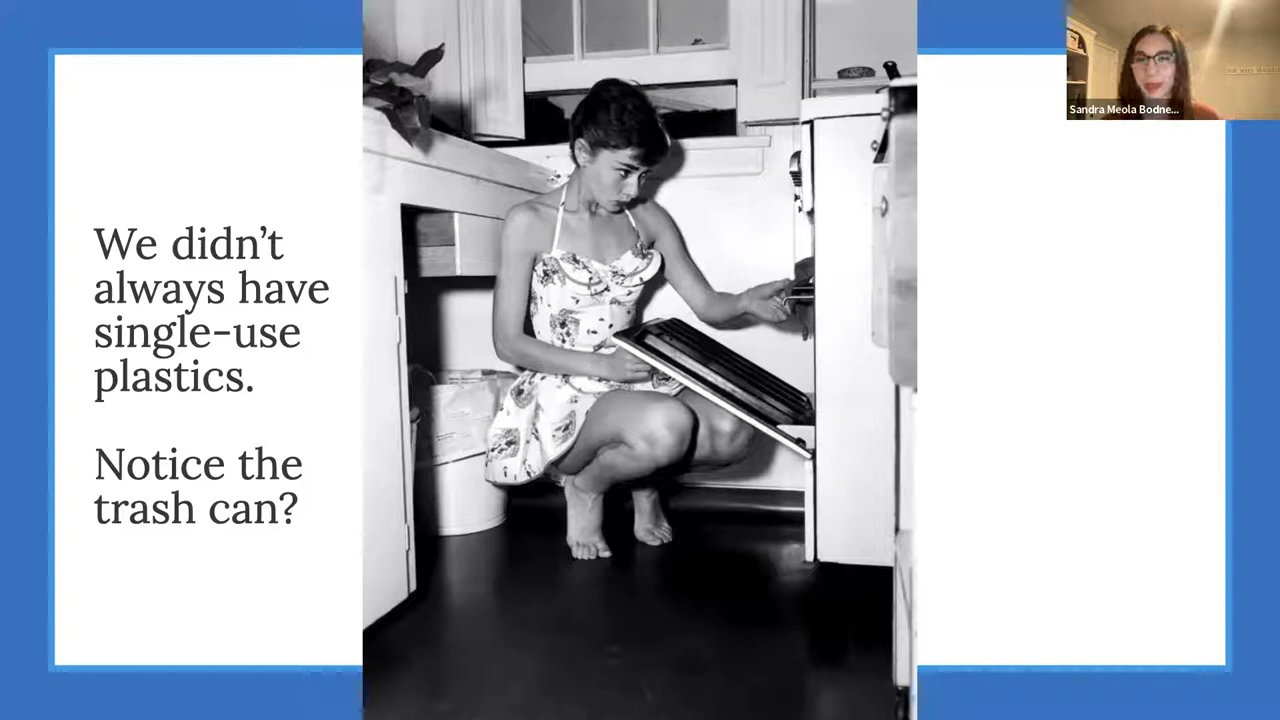 We didn’t
always have
single-use
plastics.
Notice the
trash can?
Sandra Meola Bodne...